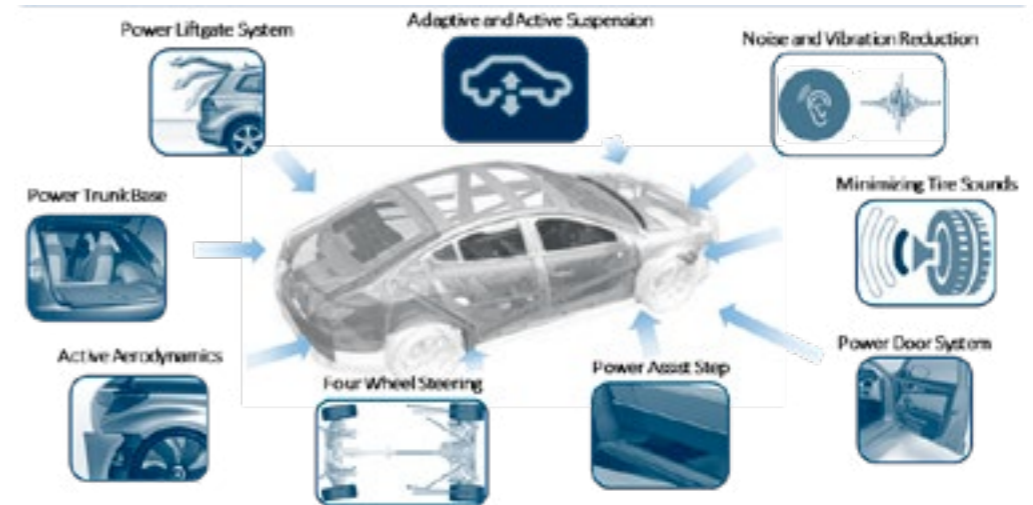 Adaptive and Active Suspension
Power Liftgate System
Noise and Vibration Reduction
Power Trunk Base
Minimizing Tire Sounds
Active Aerodynamics
Four Wheel Steering
Power Assist Step
Power Door System